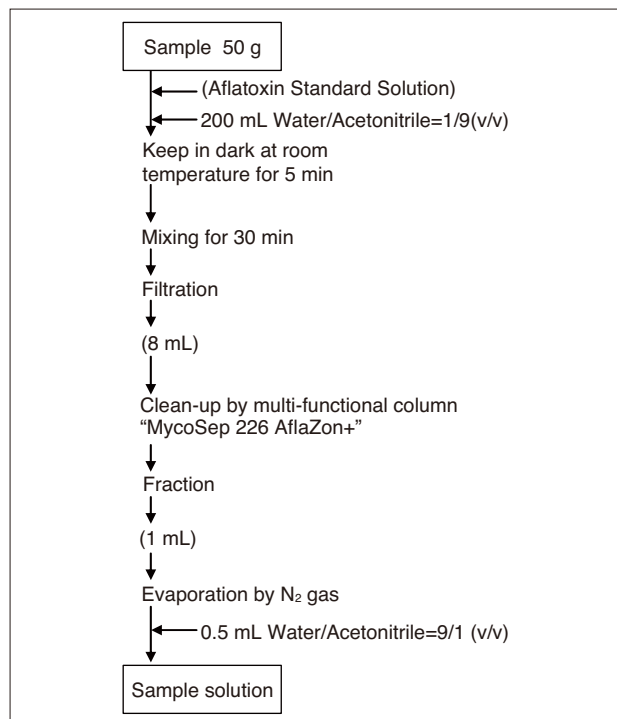 Sample 50 g
(Aflatoxin Standard Solution)
200 mL Water/Acetonitrile=1/9(v/v)
Keep in dark at room
temperature for 5 min
Mixing for 30 min
Filtration
(8 mL)
Clean-up by multi-functional column
“MycoSep 226 AflaZon+”
Fraction
(1 mL)
Evaporation by N₂ gas
0.5 mL Water/Acetonitrile=9/1 (v/v)
Sample solution